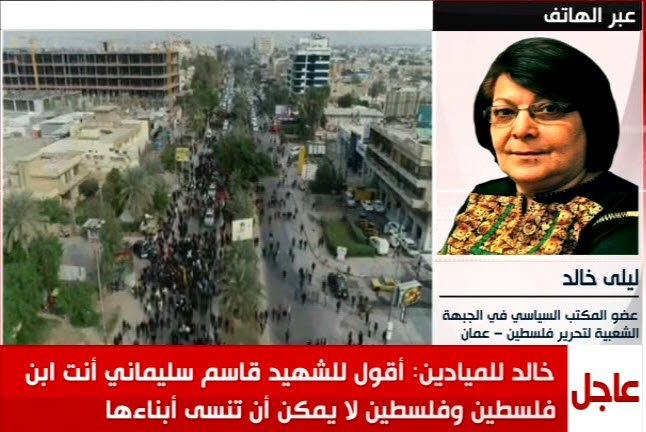 عبر الهاتف
ليلى خالد
عضو المكتب السياسي في الجبهة
الشعبية لتحرير فلسطين – عمان
عاجل
خالد للميادين: أقول للشهيد قاسم سليماني أنت ابن
فلسطين وفلسطين لا يمكن أن تنسى أبناءها